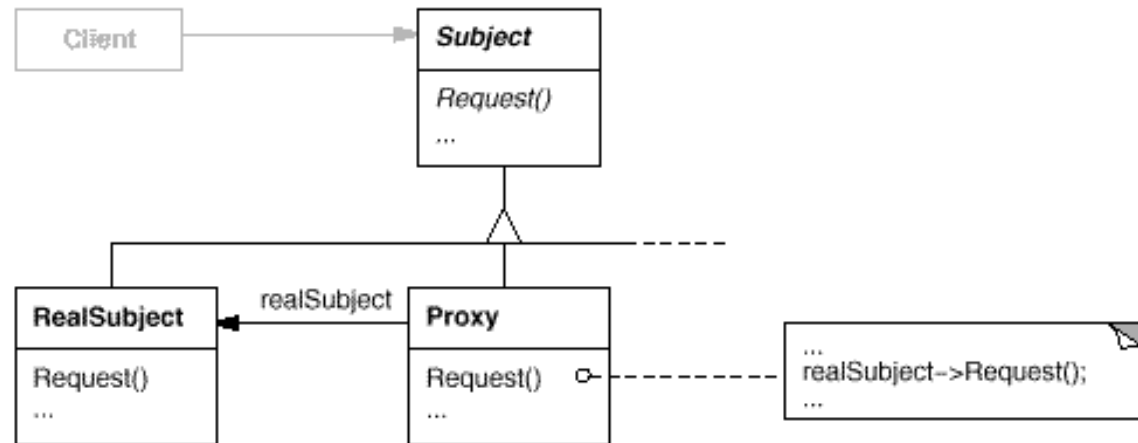 Client
Subject
Request()
...
realSubject
RealSubject
Request()
...
Proxy
Request()
...
...
realSubject->Request();
...